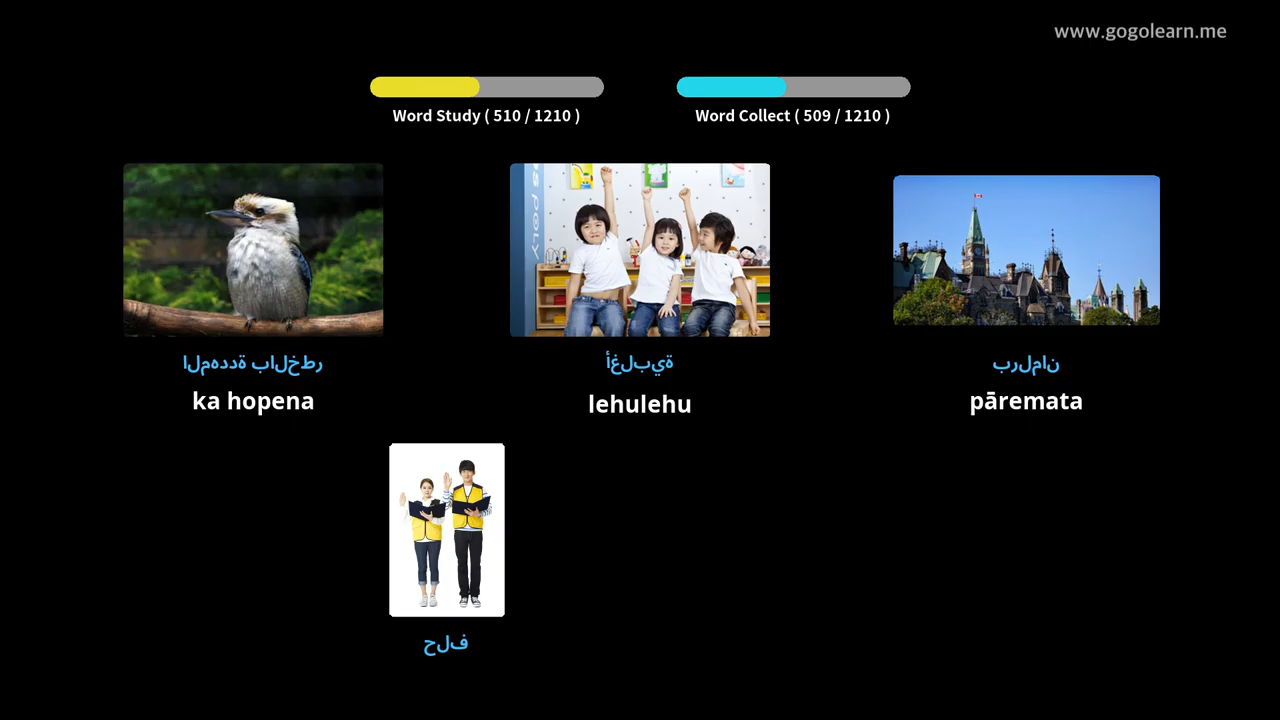 www.gogolearn.me
Word Study ( 510 / 1210 )
Word Collect ( 509 / 1210 )
المهددة بالخطر
ka hopena
أغلبية
lehulehu
برلمان
pāremata
حلف